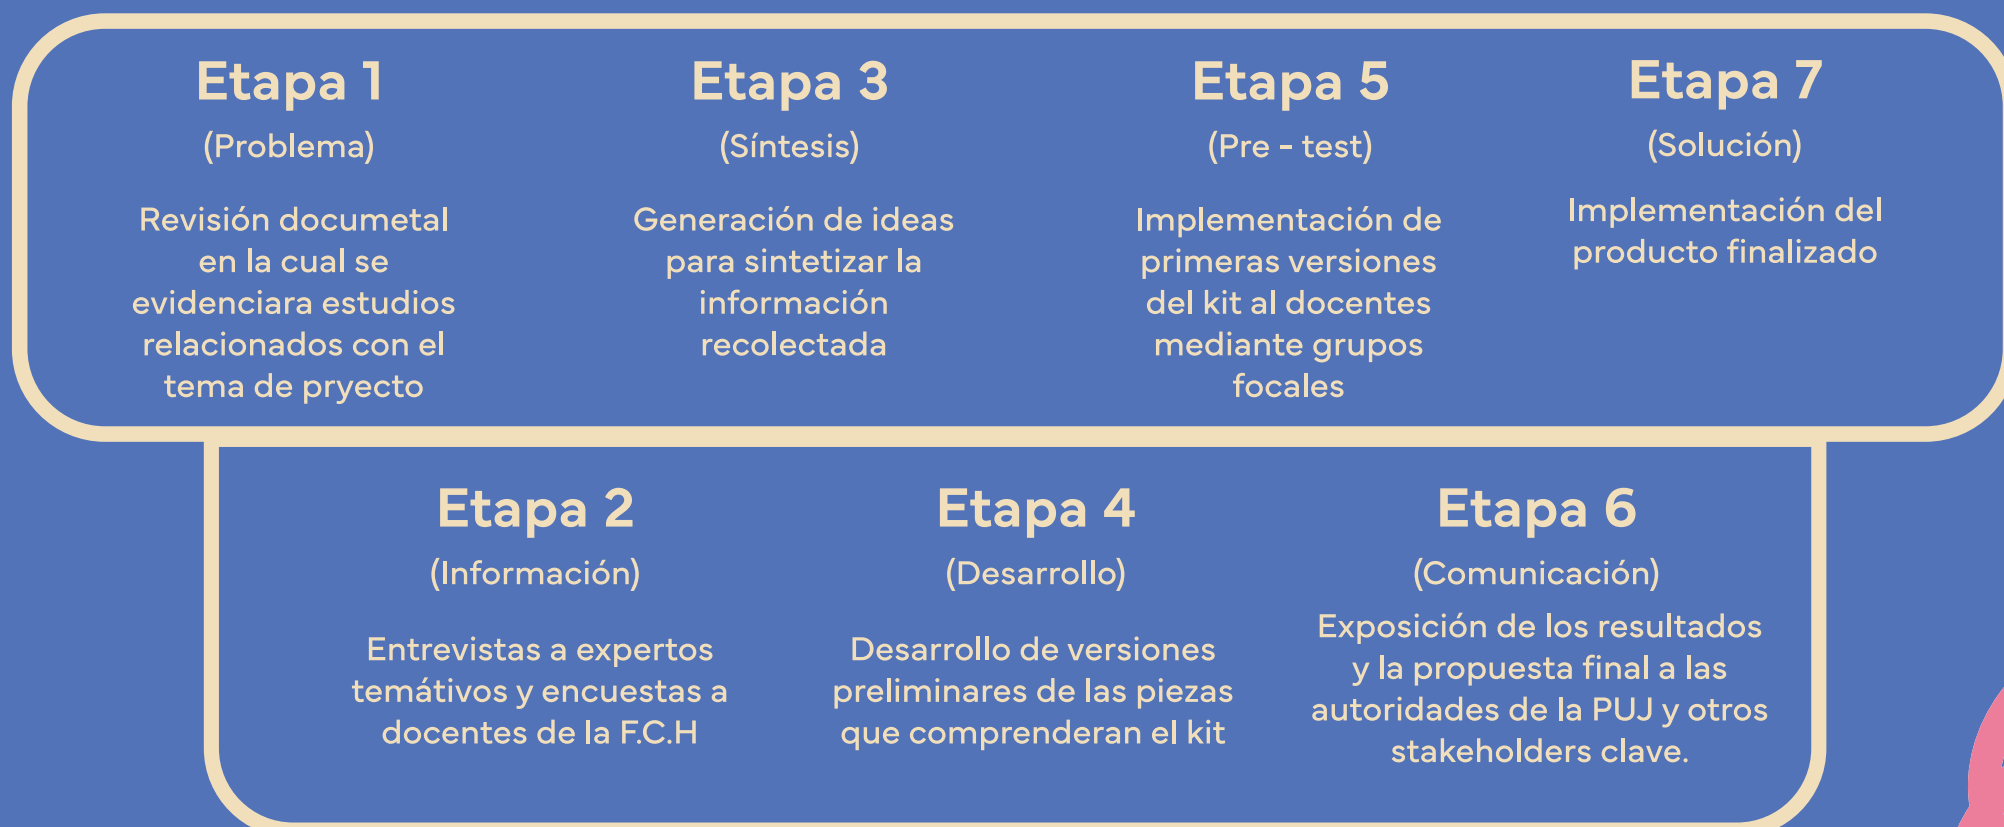 Etapa 1
(Problema)
Revisión documetal
en la cual se
evidenciara estudios
relacionados con el
tema de pryecto
Etapa 3
(Síntesis)
Generación de ideas
para sintetizar la
información
recolectada
Etapa 5
(Pre - test)
Implementación de
primeras versiones
del kit al docentes
mediante grupos
focales
Etapa 7
(Solución)
Implementación del
producto finalizado
Etapa 2
(Información)
Entrevistas a expertos
temátivos y encuestas a
docentes de la F.C.H
Etapa 4
(Desarrollo)
Desarrollo de versiones
preliminares de las piezas
que comprenderan el kit
Etapa 6
(Comunicación)
Exposición de los resultados
y la propuesta final a las
autoridades de la PUJ y otros
stakeholders clave.